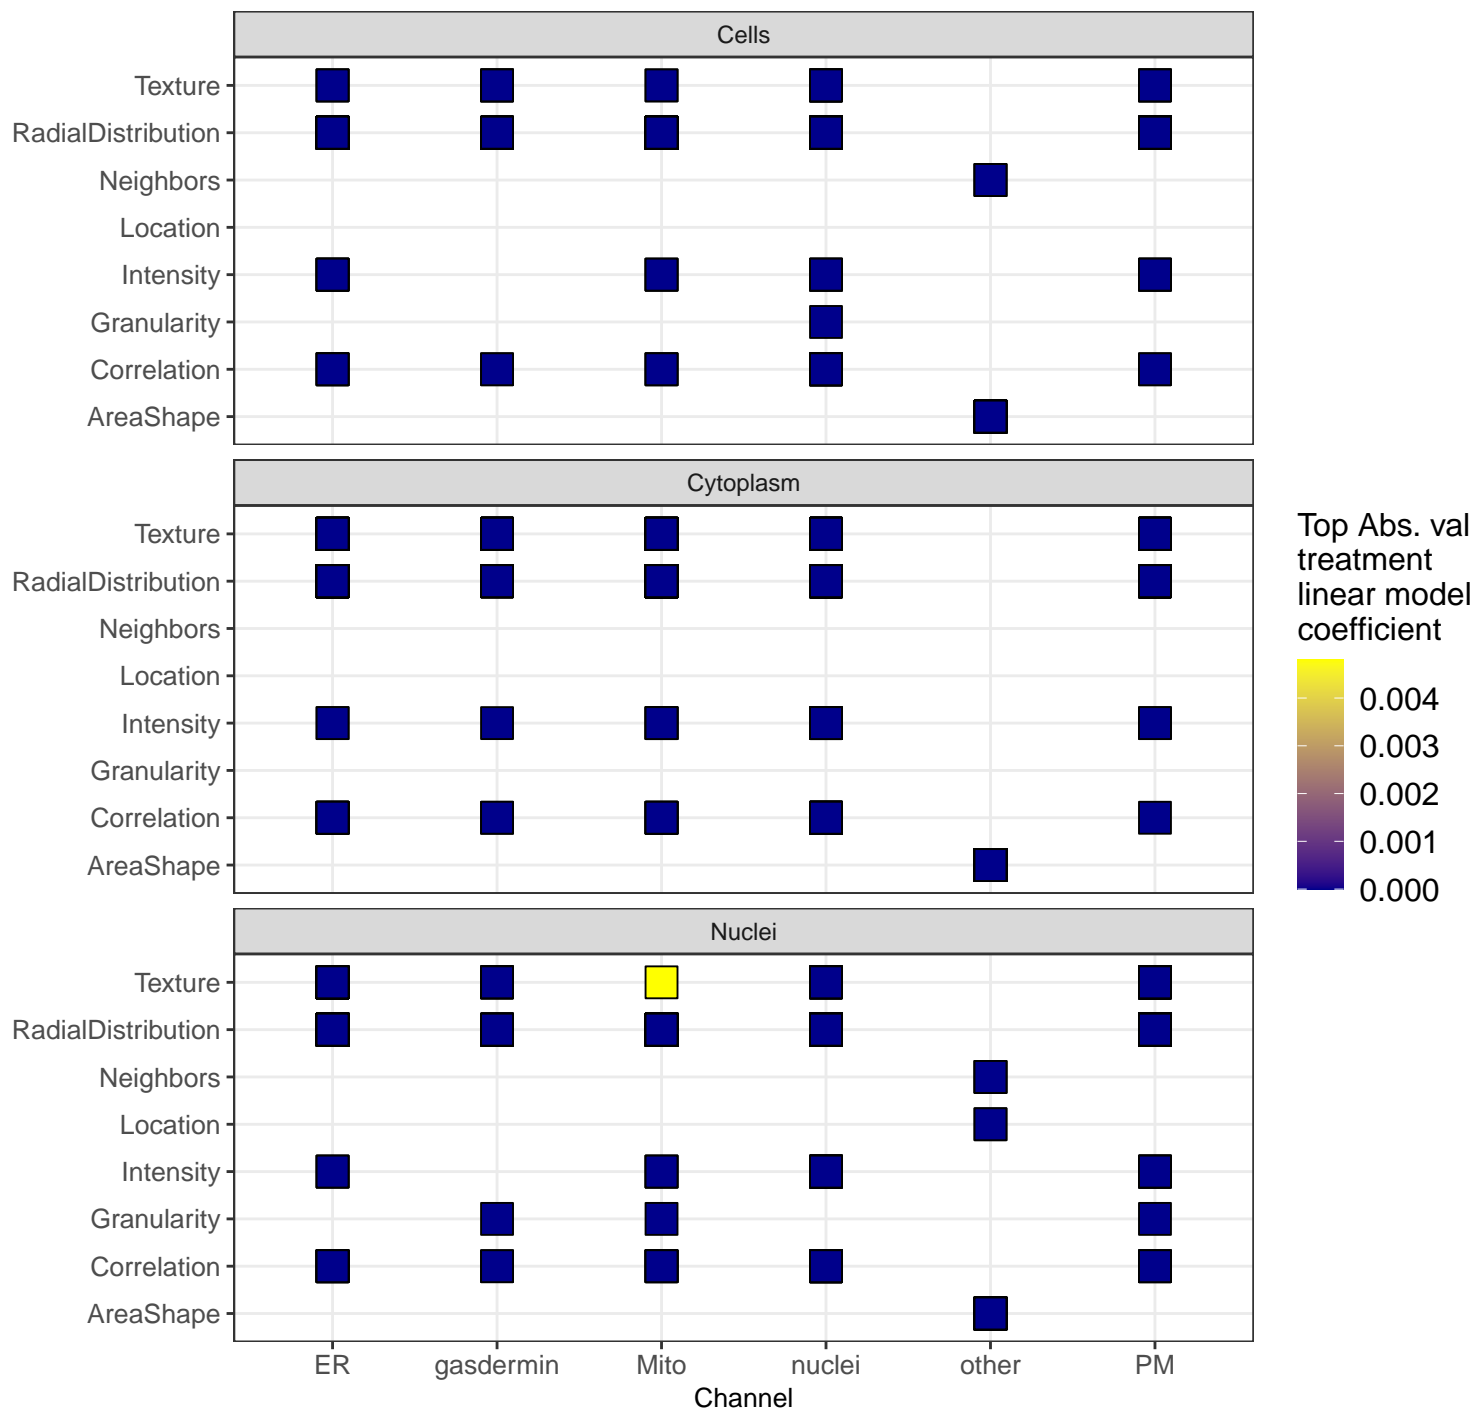 Cells
Texture
RadialDistribution
Neighbors
Location
Intensity
Granularity
Correlation
AreaShape
Cytoplasm
Texture
RadialDistribution
Neighbors
Location
Intensity
Granularity
Correlation
AreaShape
Nuclei
Texture
RadialDistribution
Neighbors
Location
Intensity
Granularity
Correlation
AreaShape
ER gasdermin Mito nuclei other PM
Channel
Top Abs. val
treatment
linear model
coefficient
0.004
0.003
0.002
0.001
0.000